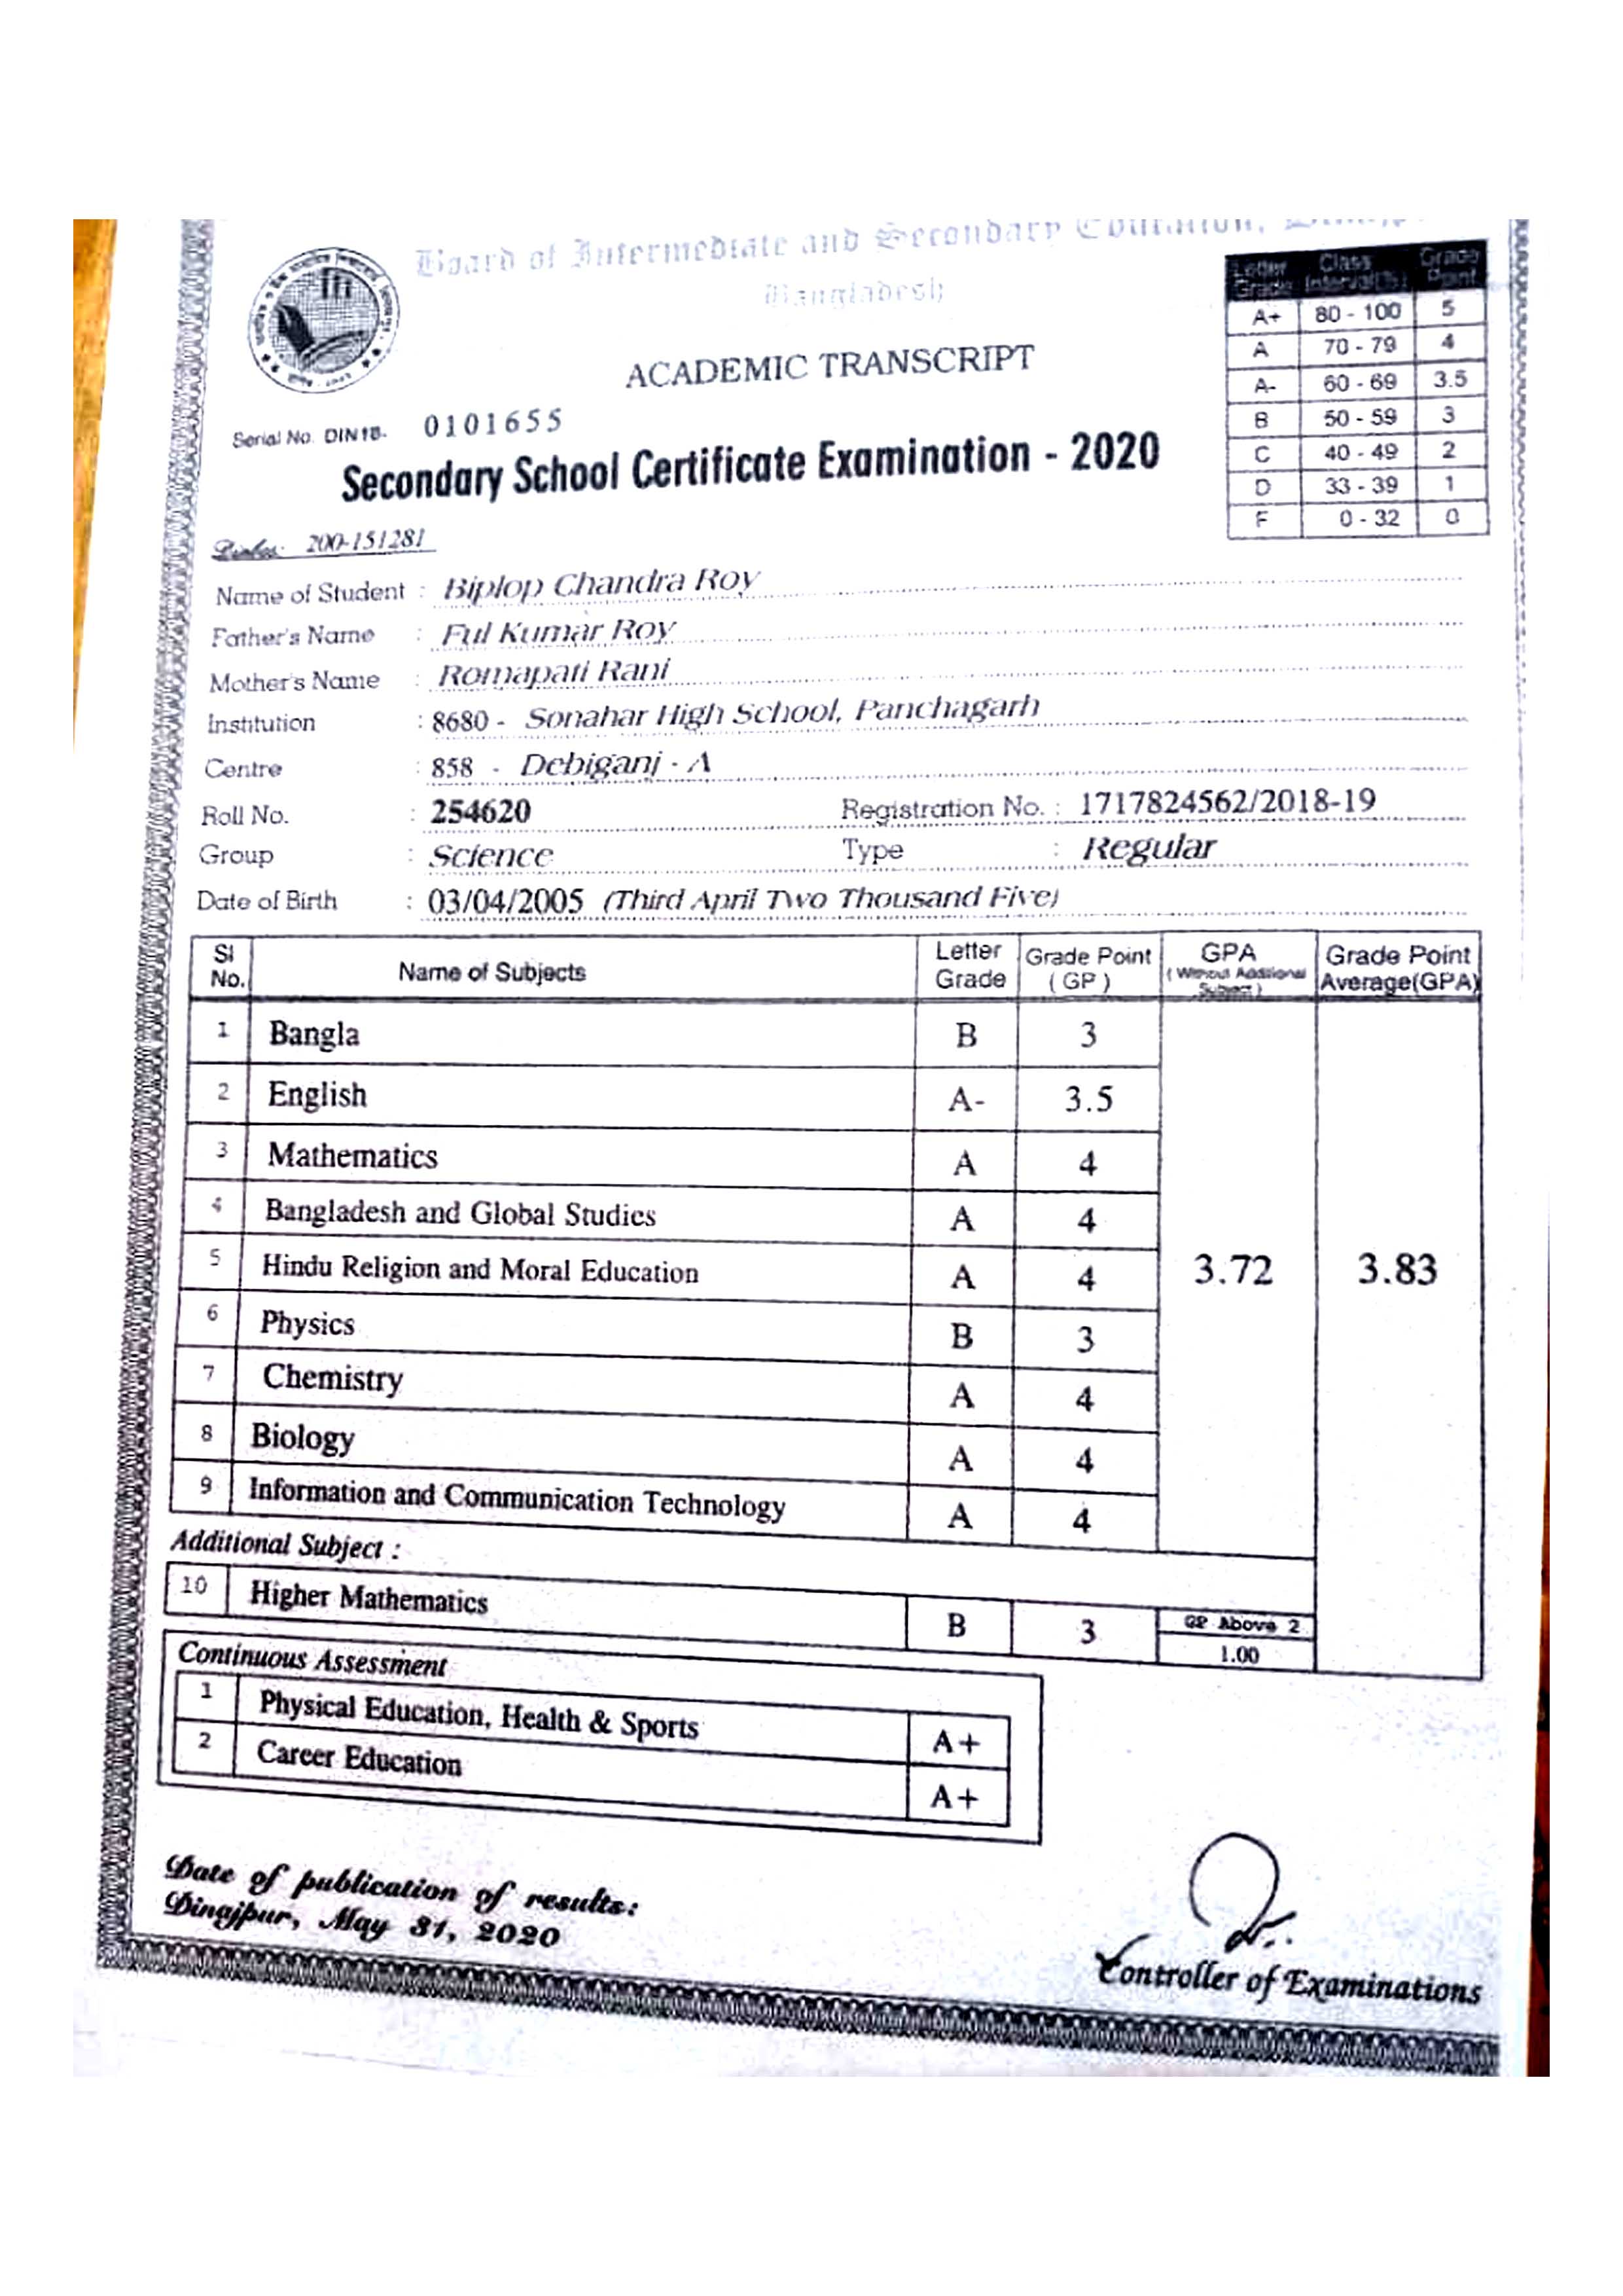 Board of Intermediate and Secondary Education,
Bangladesh
ACADEMIC TRANSCRIPT
Letter Grade Class Interval(%) Grade Point
A+ 80 - 100 5
A 70 - 79 4
A- 60 - 69 3.5
B 50 - 59 3
C 40 - 49 2
D 33 - 39 1
F 0 - 32 0
Serial No. DIN18- 0101655
Secondary School Certificate Examination - 2020
200-151281
Name of Student : Biplop Chandra Roy
Father's Name : Ful Kumar Roy
Mother's Name : Romapati Rani
Institution : 8680 - Sonahar High School, Panchagarh
Centre : 858 - Debiganj - A
Roll No. : 254620 Registration No. : 1717824562/2018-19
Group : Science Type : Regular
Date of Birth : 03/04/2005 (Third April Two Thousand Five)
Sl No. Name of Subjects Letter Grade Grade Point (GP) GPA (Without Additional Subject) Grade Point Average(GPA)
1 Bangla B 3
2 English A- 3.5
3 Mathematics A 4
4 Bangladesh and Global Studies A 4
5 Hindu Religion and Moral Education A 4 3.72 3.83
6 Physics B 3
7 Chemistry A 4
8 Biology A 4
9 Information and Communication Technology A 4
Additional Subject :
10 Higher Mathematics B 3 GP Above 2
1.00
Continuous Assessment
1 Physical Education, Health & Sports A+
2 Career Education A+
Date of publication of results:
Dinajpur, May 31, 2020
Controller of Examinations